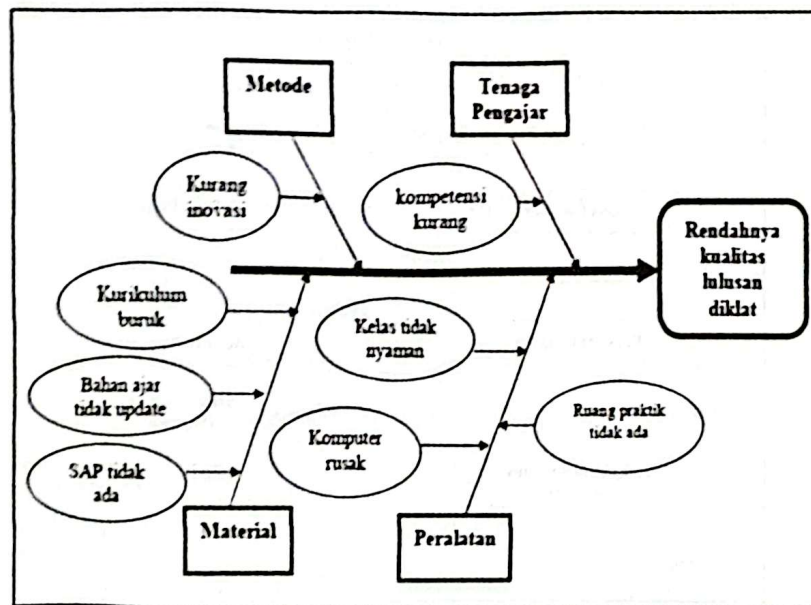 Metode
Tenaga
Pengajar
Kurang
inovasi
kompetensi
kurang
Rendahnya
kualitas
lulusan
diklat
Kurikulum
buruk
Kelas tidak
nyaman
Bahan ajar
tidak update
Ruang praktik
tidak ada
Komputer
rusak
SAP tidak
ada
Material
Peralatan